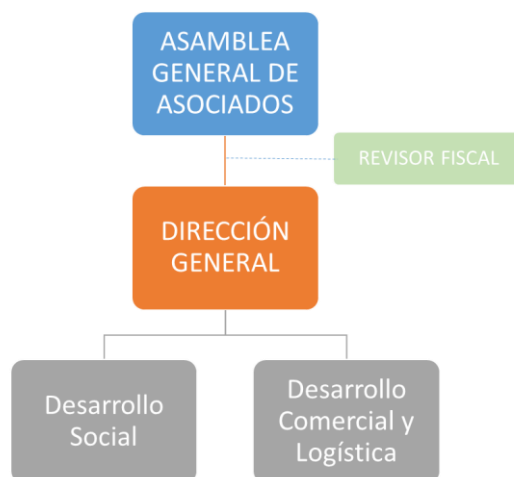 ASAMBLEA
GENERAL DE
ASOCIADOS
REVISOR FISCAL
DIRECCIÓN
GENERAL
Desarrollo
Social
Desarrollo
Comercial y
Logística